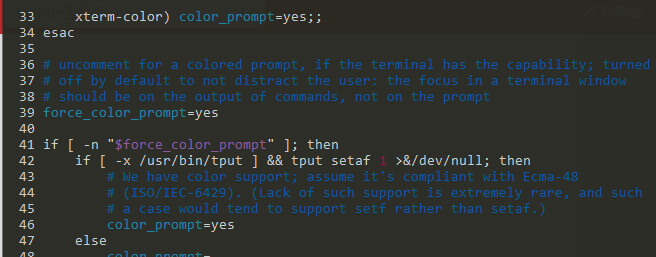 33     xterm-color) color_prompt=yes;;
34 esac
35
36 # uncomment for a colored prompt, if the terminal has the capability; turned
37 # off by default to not distract the user: the focus in a terminal window
38 # should be on the output of commands, not on the prompt
39 force_color_prompt=yes
40
41 if [ -n "$force_color_prompt" ]; then
42     if [ -x /usr/bin/tput ] && tput setaf 1 >&/dev/null; then
43         # We have color support; assume it's compliant with Ecma-48
44         # (ISO/IEC-6429). (Lack of such support is extremely rare, and such
45         # a case would tend to support setf rather than setaf.)
46         color_prompt=yes
47     else
48         color_prompt=